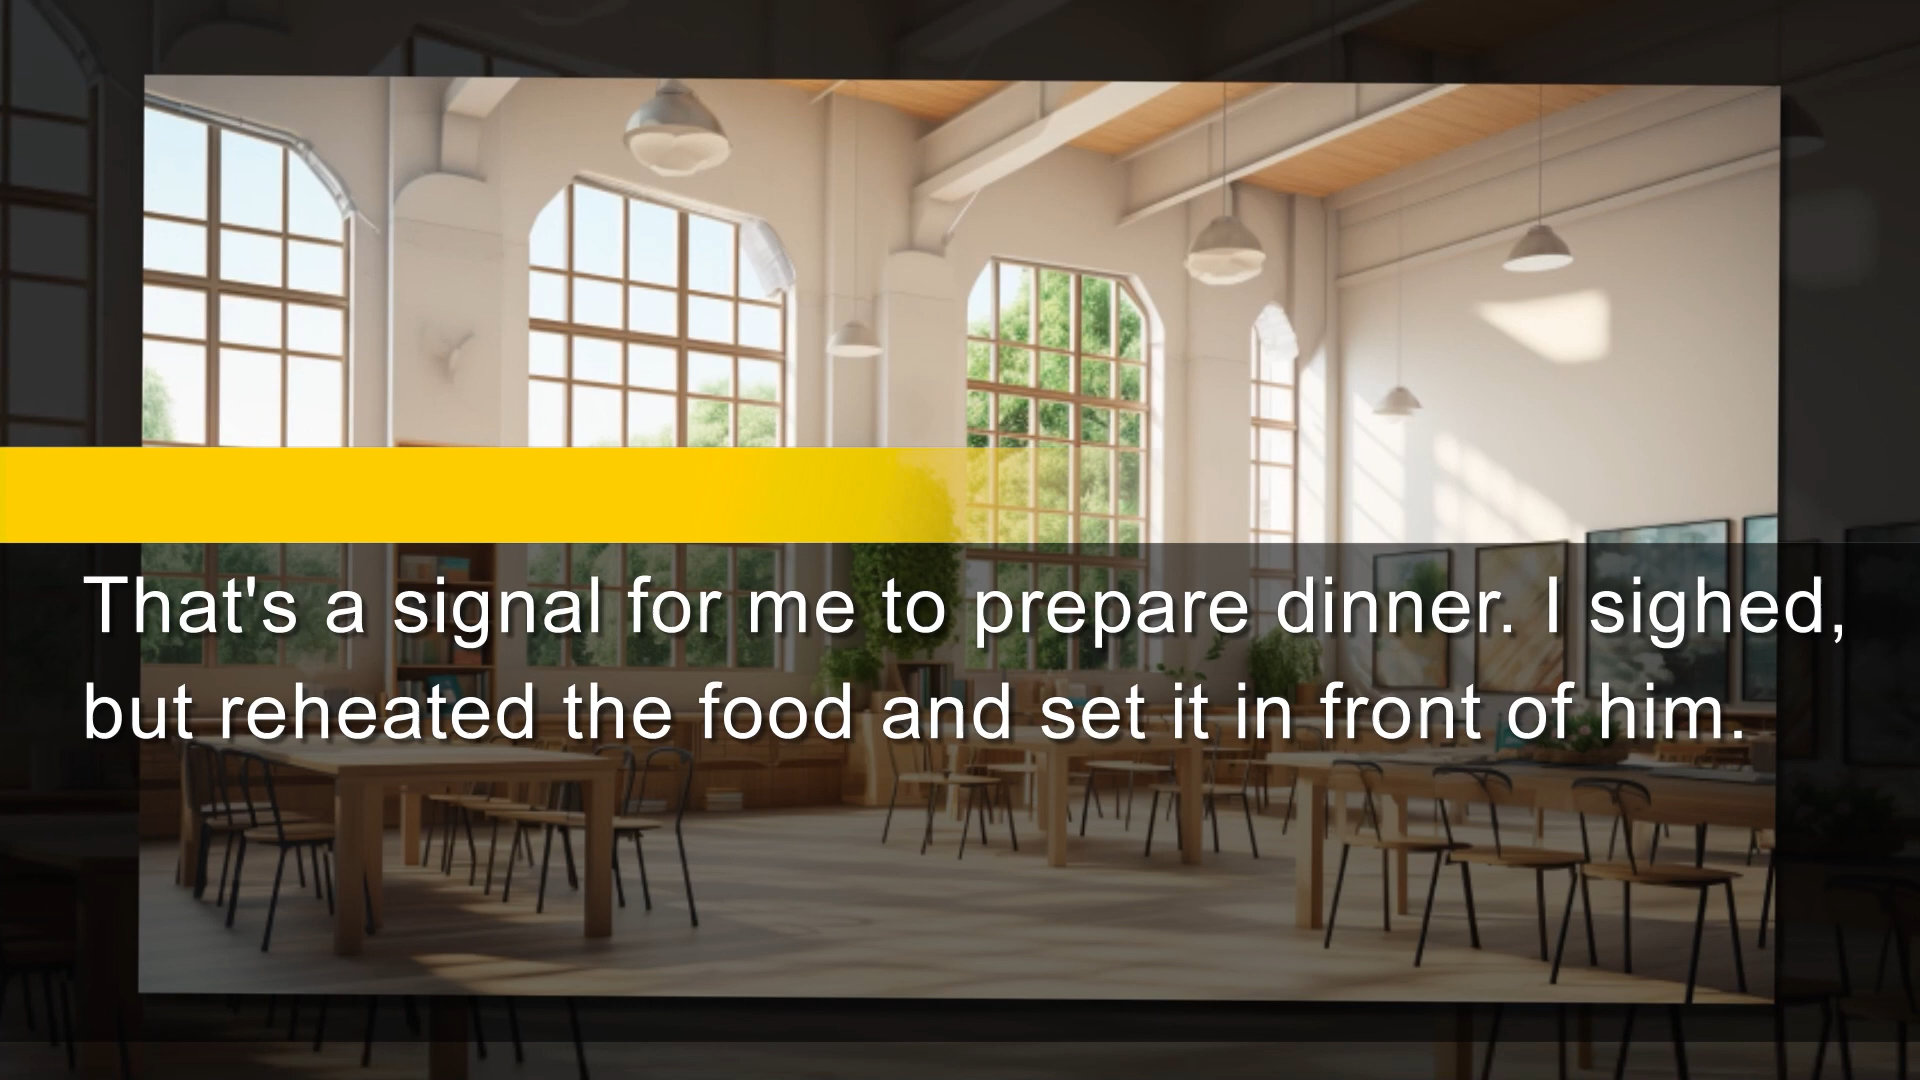 That's a signal for me to prepare dinner. I sighed,
but reheated the food and set it in front of him.